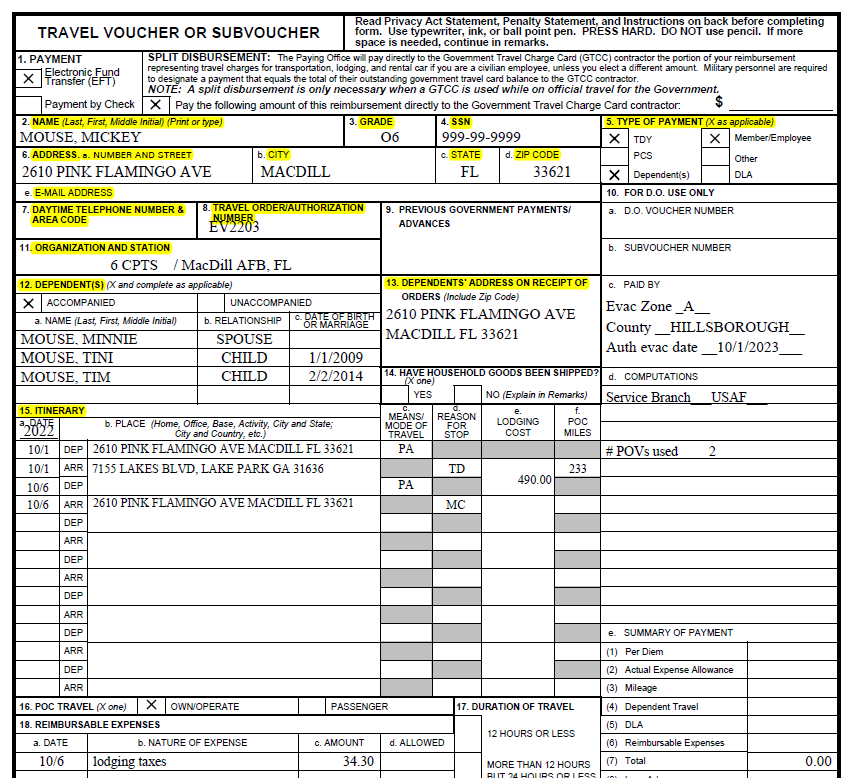 TRAVEL VOUCHER OR SUBVOUCHER
Read Privacy Act Statement, Penalty Statement, and Instructions on back before completing
form. Use typewriter, ink, or ball point pen. PRESS HARD. DO NOT use pencil. If more
space is needed, continue in remarks.
1. PAYMENT
X Electronic Fund
Transfer (EFT)
Payment by Check
SPLIT DISBURSEMENT: The Paying Office will pay directly to the Government Travel Charge Card (GTCC) contractor the portion of your reimbursement
representing travel charges for transportation, lodging, and rental car if you are a civilian employee, unless you elect a different amount. Military personnel are required
to designate a payment that equals the total of their outstanding government travel card balance to the GTCC contractor.
NOTE: A split disbursement is only necessary when a GTCC is used while on official travel for the Government.
X Pay the following amount of this reimbursement directly to the Government Travel Charge Card contractor: $
2. NAME (Last, First, Middle Initial) (Print or type)
MOUSE, MICKEY
3. GRADE
O6
4. SSN
999-99-9999
5. TYPE OF PAYMENT (X as applicable)
X TDY X Member/Employee
PCS Other
X Dependent(s) DLA
6. ADDRESS. a. NUMBER AND STREET
2610 PINK FLAMINGO AVE
b. CITY
MACDILL
c. STATE
FL
d. ZIP CODE
33621
e. E-MAIL ADDRESS
7. DAYTIME TELEPHONE NUMBER &
AREA CODE
8. TRAVEL ORDER/AUTHORIZATION
NUMBER
EV2203
9. PREVIOUS GOVERNMENT PAYMENTS/
ADVANCES
10. FOR D.O. USE ONLY
a. D.O. VOUCHER NUMBER
b. SUBVOUCHER NUMBER
11. ORGANIZATION AND STATION
6 CPTS / MacDill AFB, FL
12. DEPENDENT(S) (X and complete as applicable)
X ACCOMPANIED UNACCOMPANIED
a. NAME (Last, First, Middle Initial) b. RELATIONSHIP c. DATE OF BIRTH
OR MARRIAGE
MOUSE, MINNIE SPOUSE
MOUSE, TINI CHILD 1/1/2009
MOUSE, TIM CHILD 2/2/2014
13. DEPENDENTS' ADDRESS ON RECEIPT OF
ORDERS (Include Zip Code)
2610 PINK FLAMINGO AVE
MACDILL FL 33621
14. HAVE HOUSEHOLD GOODS BEEN SHIPPED?
(X one)
YES NO (Explain in Remarks)
c. PAID BY
Evac Zone _A__
County __HILLSBOROUGH__
Auth evac date __10/1/2023___
d. COMPUTATIONS
Service Branch___USAF___
# POVs used 2
15. ITINERARY
a. DATE
2022
b. PLACE (Home, Office, Base, Activity, City and State;
City and Country, etc.)
c.
MEANS/
MODE OF
TRAVEL
d.
REASON
FOR
STOP
e.
LODGING
COST
f.
POC
MILES
10/1 DEP 2610 PINK FLAMINGO AVE MACDILL FL 33621 PA
10/1 ARR 7155 LAKES BLVD, LAKE PARK GA 31636 TD 490.00 233
10/6 DEP PA
10/6 ARR 2610 PINK FLAMINGO AVE MACDILL FL 33621 MC
DEP
ARR
DEP
ARR
DEP
ARR
DEP
ARR
DEP
ARR
e. SUMMARY OF PAYMENT
(1) Per Diem
(2) Actual Expense Allowance
(3) Mileage
(4) Dependent Travel
(5) DLA
(6) Reimbursable Expenses
(7) Total 0.00
16. POC TRAVEL (X one) X OWN/OPERATE PASSENGER
17. DURATION OF TRAVEL
12 HOURS OR LESS
MORE THAN 12 HOURS
BUT 24 HOURS OR LESS
18. REIMBURSABLE EXPENSES
a. DATE b. NATURE OF EXPENSE c. AMOUNT d. ALLOWED
10/6 lodging taxes 34.30